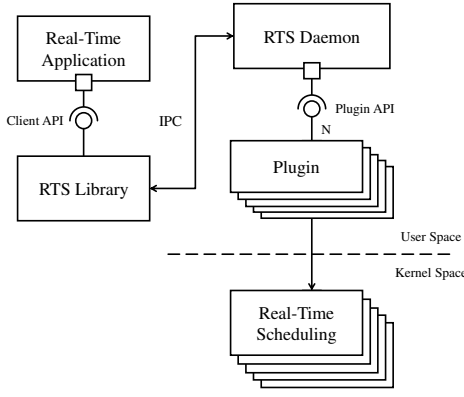 Real-Time
Application
RTS Daemon
Client API
IPC
Plugin API
N
RTS Library
Plugin
User Space
Kernel Space
Real-Time
Scheduling